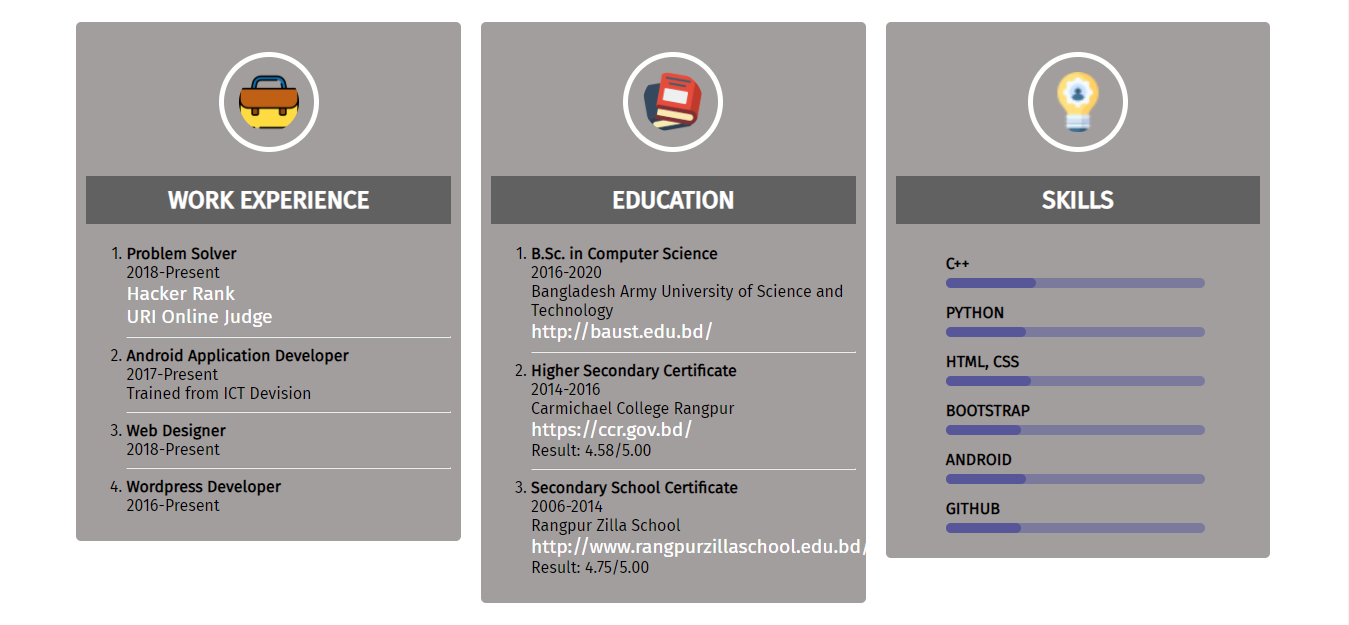 WORK EXPERIENCE
1. Problem Solver
2018-Present
Hacker Rank
URI Online Judge
2. Android Application Developer
2017-Present
Trained from ICT Devision
3. Web Designer
2018-Present
4. Wordpress Developer
2016-Present
EDUCATION
1. B.Sc. in Computer Science
2016-2020
Bangladesh Army University of Science and
Technology
http://baust.edu.bd/
2. Higher Secondary Certificate
2014-2016
Carmichael College Rangpur
https://ccr.gov.bd/
Result: 4.58/5.00
3. Secondary School Certificate
2006-2014
Rangpur Zilla School
http://www.rangpurzillaschool.edu.bd/
Result: 4.75/5.00
SKILLS
C++
PYTHON
HTML, CSS
BOOTSTRAP
ANDROID
GITHUB